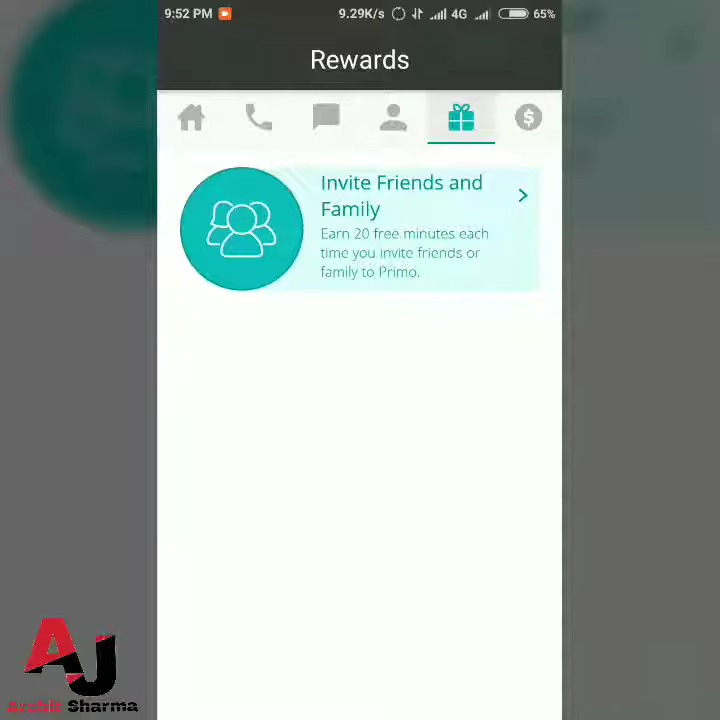 9:52 PM 9.29K/s 4G 65%
Rewards
Invite Friends and
Family
Earn 20 free minutes each
time you invite friends or
family to Primo.
AJ
Sharma